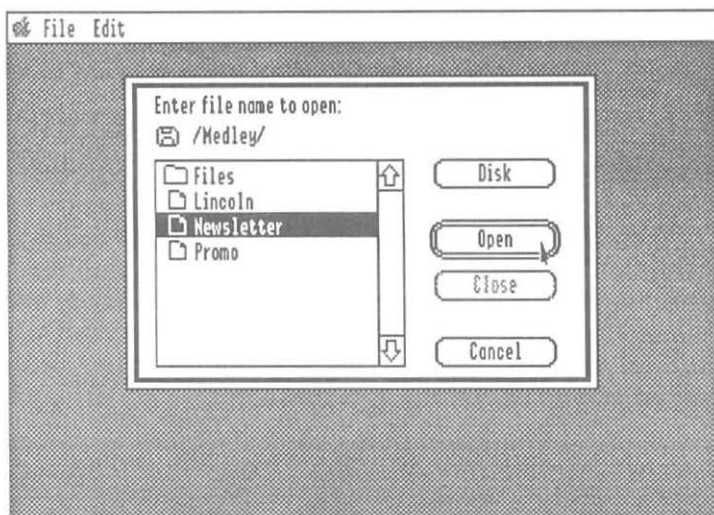 File Edit
Enter file name to open:
/Medley/
Files
Lincoln
Newsletter
Promo
Disk
Open
Close
Cancel